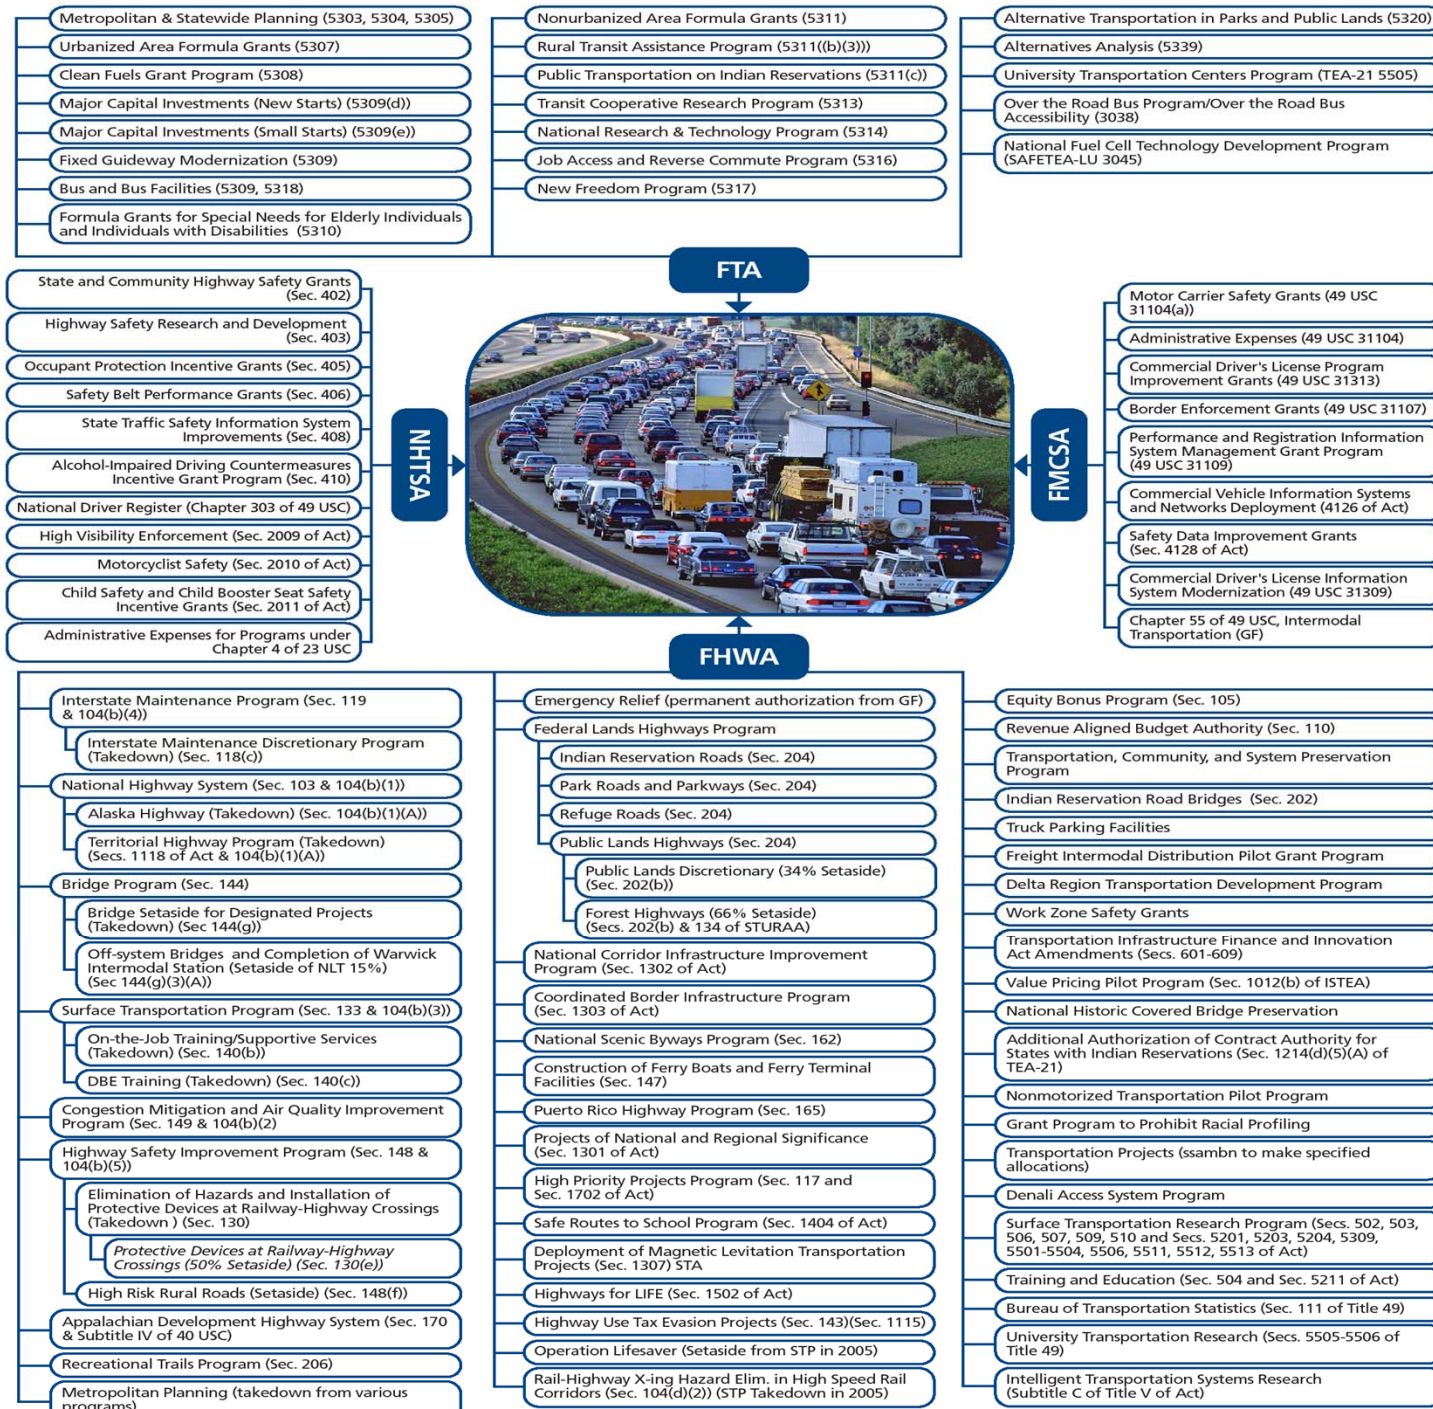 Metropolitan & Statewide Planning (5303, 5304, 5305)
Urbanized Area Formula Grants (5307)
Clean Fuels Grant Program (5308)
Major Capital Investments (New Starts) (5309(d))
Major Capital Investments (Small Starts) (5309(e))
Fixed Guideway Modernization (5309)
Bus and Bus Facilities (5309, 5318)
Formula Grants for Special Needs for Elderly Individuals
and Individuals with Disabilities (5310)
Nonurbanized Area Formula Grants (5311)
Rural Transit Assistance Program (5311((b)(3)))
Public Transportation on Indian Reservations (5311(c))
Transit Cooperative Research Program (5313)
National Research & Technology Program (5314)
Job Access and Reverse Commute Program (5316)
New Freedom Program (5317)
Alternative Transportation in Parks and Public Lands (5320)
Alternatives Analysis (5339)
University Transportation Centers Program (TEA-21 5505)
Over the Road Bus Program/Over the Road Bus
Accessibility (3038)
National Fuel Cell Technology Development Program
(SAFETEA-LU 3045)
FTA
State and Community Highway Safety Grants
(Sec. 402)
Highway Safety Research and Development
(Sec. 403)
Occupant Protection Incentive Grants (Sec. 405)
Safety Belt Performance Grants (Sec. 406)
State Traffic Safety Information System
Improvements (Sec. 408)
Alcohol-Impaired Driving Countermeasures
Incentive Grant Program (Sec. 410)
National Driver Register (Chapter 303 of 49 USC)
High Visibility Enforcement (Sec. 2009 of Act)
Motorcyclist Safety (Sec. 2010 of Act)
Child Safety and Child Booster Seat Safety
Incentive Grants (Sec. 2011 of Act)
Administrative Expenses for Programs under
Chapter 4 of 23 USC
NHTSA
FMCSA
Motor Carrier Safety Grants (49 USC
31104(a))
Administrative Expenses (49 USC 31104)
Commercial Driver's License Program
Improvement Grants (49 USC 31313)
Border Enforcement Grants (49 USC 31107)
Performance and Registration Information
System Management Grant Program
(49 USC 31109)
Commercial Vehicle Information Systems
and Networks Deployment (4126 of Act)
Safety Data Improvement Grants
(Sec. 4128 of Act)
Commercial Driver's License Information
System Modernization (49 USC 31309)
Chapter 55 of 49 USC, Intermodal
Transportation (GF)
FHWA
Interstate Maintenance Program (Sec. 119
& 104(b)(4))
Interstate Maintenance Discretionary Program
(Takedown) (Sec. 118(c))
National Highway System (Sec. 103 & 104(b)(1))
Alaska Highway (Takedown) (Sec. 104(b)(1)(A))
Territorial Highway Program (Takedown)
(Secs. 1118 of Act & 104(b)(1)(A))
Bridge Program (Sec. 144)
Bridge Setaside for Designated Projects
(Takedown) (Sec 144(g))
Off-system Bridges and Completion of Warwick
Intermodal Station (Setaside of NLT 15%)
(Sec 144(g)(3)(A))
Surface Transportation Program (Sec. 133 & 104(b)(3))
On-the-Job Training/Supportive Services
(Takedown) (Sec. 140(b))
DBE Training (Takedown) (Sec. 140(c))
Congestion Mitigation and Air Quality Improvement
Program (Sec. 149 & 104(b)(2)
Highway Safety Improvement Program (Sec. 148 &
104(b)(5))
Elimination of Hazards and Installation of
Protective Devices at Railway-Highway Crossings
(Takedown ) (Sec. 130)
Protective Devices at Railway-Highway
Crossings (50% Setaside) (Sec. 130(e))
High Risk Rural Roads (Setaside) (Sec. 148(f))
Appalachian Development Highway System (Sec. 170
& Subtitle IV of 40 USC)
Recreational Trails Program (Sec. 206)
Metropolitan Planning (takedown from various
programs)
Emergency Relief (permanent authorization from GF)
Federal Lands Highways Program
Indian Reservation Roads (Sec. 204)
Park Roads and Parkways (Sec. 204)
Refuge Roads (Sec. 204)
Public Lands Highways (Sec. 204)
Public Lands Discretionary (34% Setaside)
(Sec. 202(b))
Forest Highways (66% Setaside)
(Secs. 202(b) & 134 of STURAA)
National Corridor Infrastructure Improvement
Program (Sec. 1302 of Act)
Coordinated Border Infrastructure Program
(Sec. 1303 of Act)
National Scenic Byways Program (Sec. 162)
Construction of Ferry Boats and Ferry Terminal
Facilities (Sec. 147)
Puerto Rico Highway Program (Sec. 165)
Projects of National and Regional Significance
(Sec. 1301 of Act)
High Priority Projects Program (Sec. 117 and
Sec. 1702 of Act)
Safe Routes to School Program (Sec. 1404 of Act)
Deployment of Magnetic Levitation Transportation
Projects (Sec. 1307) STA
Highways for LIFE (Sec. 1502 of Act)
Highway Use Tax Evasion Projects (Sec. 143)(Sec. 1115)
Operation Lifesaver (Setaside from STP in 2005)
Rail-Highway X-ing Hazard Elim. in High Speed Rail
Corridors (Sec. 104(d)(2)) (STP Takedown in 2005)
Equity Bonus Program (Sec. 105)
Revenue Aligned Budget Authority (Sec. 110)
Transportation, Community, and System Preservation
Program
Indian Reservation Road Bridges (Sec. 202)
Truck Parking Facilities
Freight Intermodal Distribution Pilot Grant Program
Delta Region Transportation Development Program
Work Zone Safety Grants
Transportation Infrastructure Finance and Innovation
Act Amendments (Secs. 601-609)
Value Pricing Pilot Program (Sec. 1012(b) of ISTEA)
National Historic Covered Bridge Preservation
Additional Authorization of Contract Authority for
States with Indian Reservations (Sec. 1214(d)(5)(A) of
TEA-21)
Nonmotorized Transportation Pilot Program
Grant Program to Prohibit Racial Profiling
Transportation Projects (ssambn to make specified
allocations)
Denali Access System Program
Surface Transportation Research Program (Secs. 502, 503,
506, 507, 509, 510 and Secs. 5201, 5203, 5204, 5309,
5501-5504, 5506, 5511, 5512, 5513 of Act)
Training and Education (Sec. 504 and Sec. 5211 of Act)
Bureau of Transportation Statistics (Sec. 111 of Title 49)
University Transportation Research (Secs. 5505-5506 of
Title 49)
Intelligent Transportation Systems Research
(Subtitle C of Title V of Act)